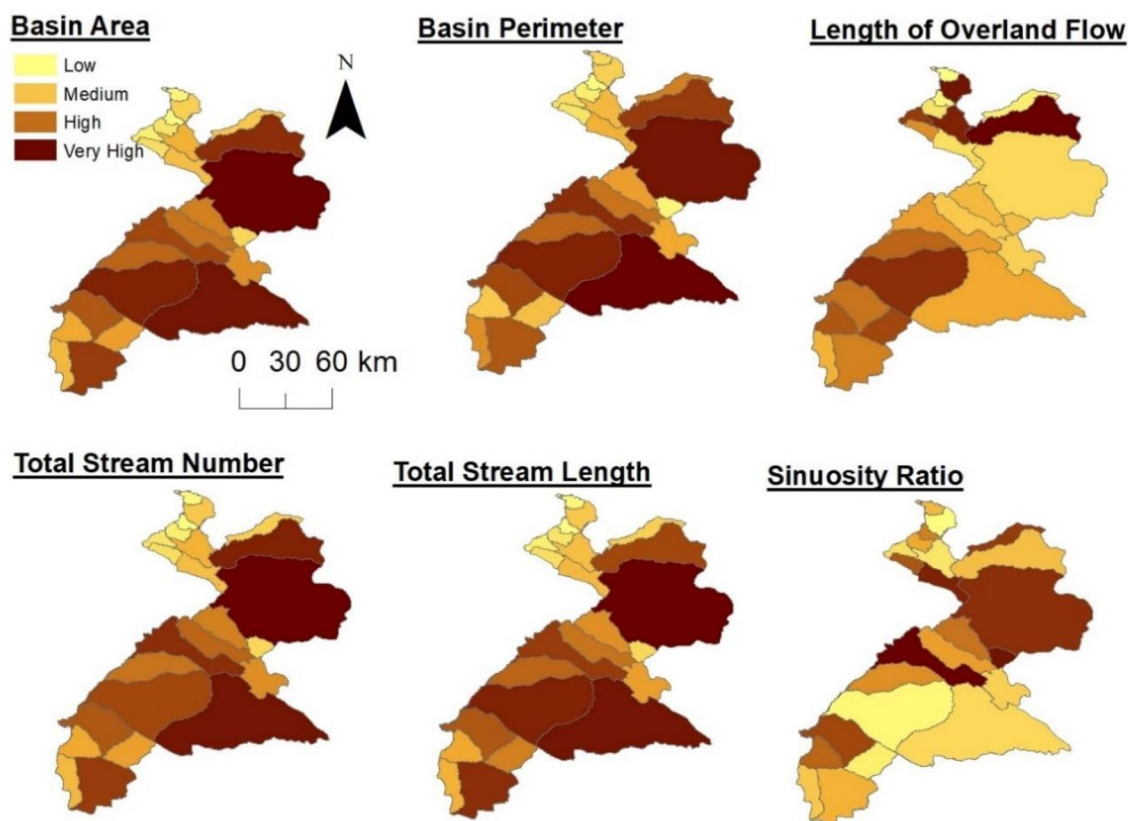 Basin Area
Low
Medium
High
Very High
N
0 30 60 km
Basin Perimeter
Length of Overland Flow
Total Stream Number
Total Stream Length
Sinuosity Ratio